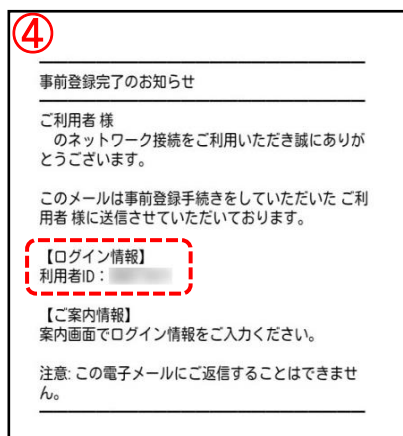 ④
事前登録完了のお知らせ
ご利用者 様
のネットワーク接続をご利用いただき誠にありが
とうございます。
このメールは事前登録手続きをしていただいた ご利
用者 様に送信させていただいております。
【ログイン情報】
利用者ID：
【ご案内情報】
案内画面でログイン情報をご入力ください。
注意: この電子メールにご返信することはできませ
ん。